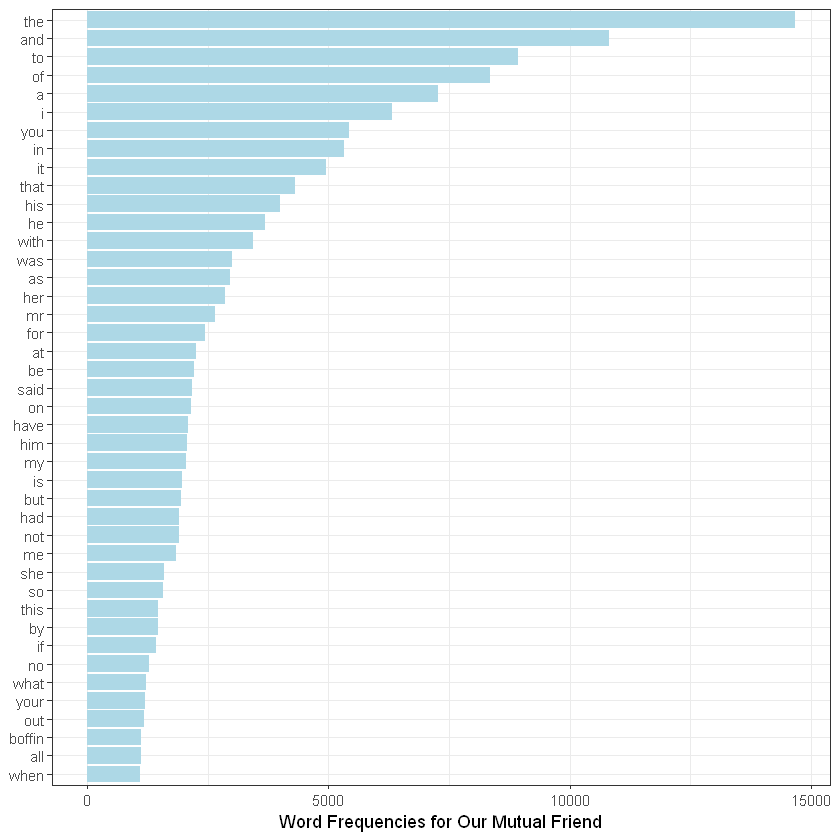 the
and
to
of
a
i
you
in
it
that
his
he
with
was
as
her
mr
for
at
be
said
on
have
him
my
is
but
had
not
me
she
so
this
by
if
no
what
your
out
boffin
all
when
0 5000 10000 15000
Word Frequencies for Our Mutual Friend